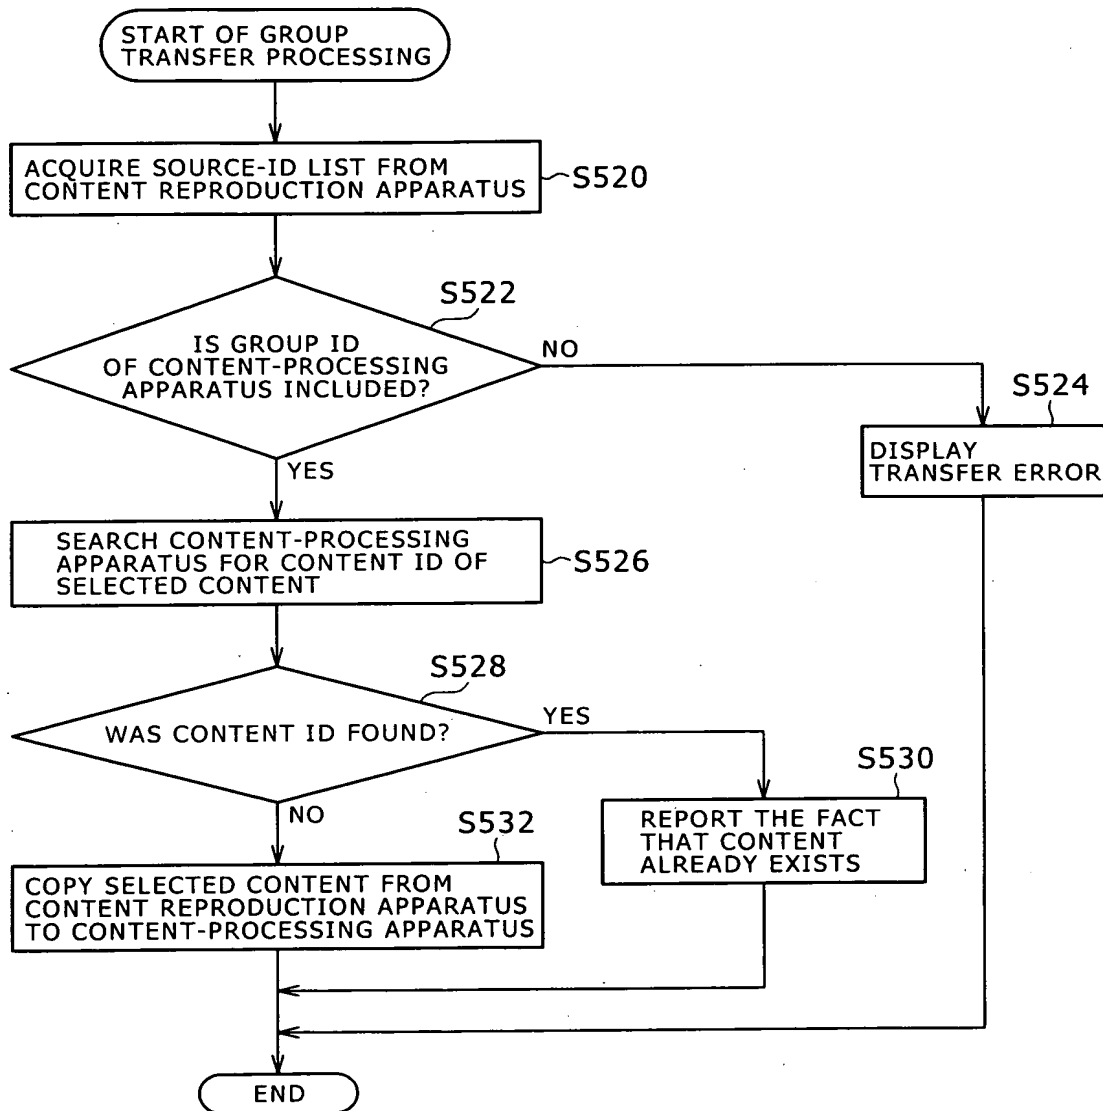 START OF GROUP
TRANSFER PROCESSING
ACQUIRE SOURCE-ID LIST FROM
CONTENT REPRODUCTION APPARATUS
S520
S522
IS GROUP ID
OF CONTENT-PROCESSING
APPARATUS INCLUDED?
NO
S524
DISPLAY
TRANSFER ERROR
YES
SEARCH CONTENT-PROCESSING
APPARATUS FOR CONTENT ID OF
SELECTED CONTENT
S526
S528
WAS CONTENT ID FOUND?
YES
S530
REPORT THE FACT
THAT CONTENT
ALREADY EXISTS
NO
S532
COPY SELECTED CONTENT FROM
CONTENT REPRODUCTION APPARATUS
TO CONTENT-PROCESSING APPARATUS
END